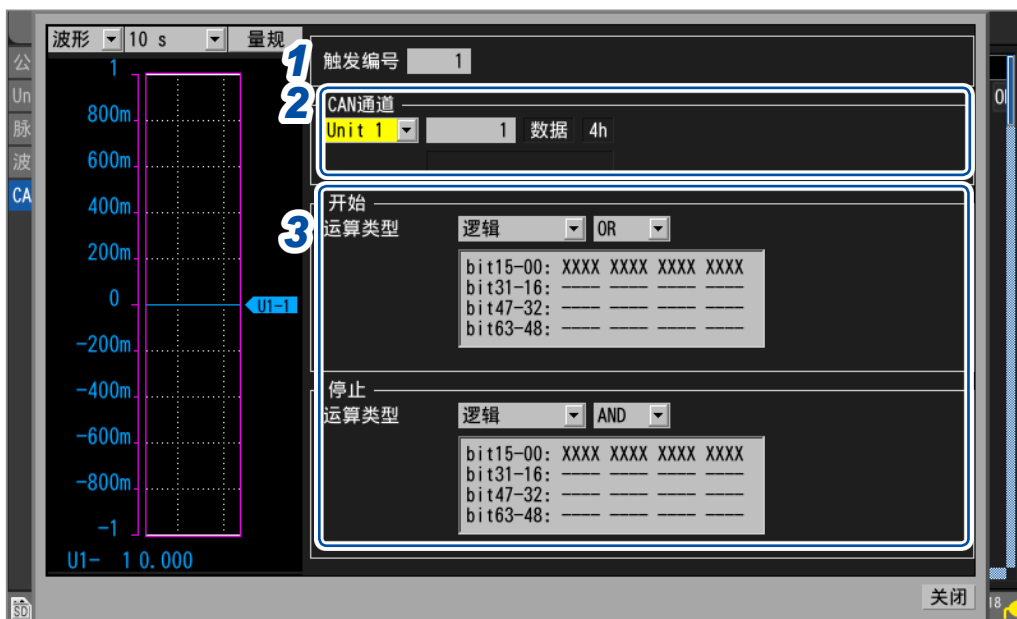 波形 10 s 量规
1
触发编号 1
2
CAN通道
Unit 1 1 数据 4h
3
开始
运算类型 逻辑 OR
bit15-00: XXXX XXXX XXXX XXXX
bit31-16: ---- ---- ---- ----
bit47-32: ---- ---- ---- ----
bit63-48: ---- ---- ---- ----
停止
运算类型 逻辑 AND
bit15-00: XXXX XXXX XXXX XXXX
bit31-16: ---- ---- ---- ----
bit47-32: ---- ---- ---- ----
bit63-48: ---- ---- ---- ----
1
800m
600m
400m
200m
0
-200m
-400m
-600m
-800m
-1
U1-1
U1- 1 0.000
关闭
公
Un
脉
波
CA
SD
18